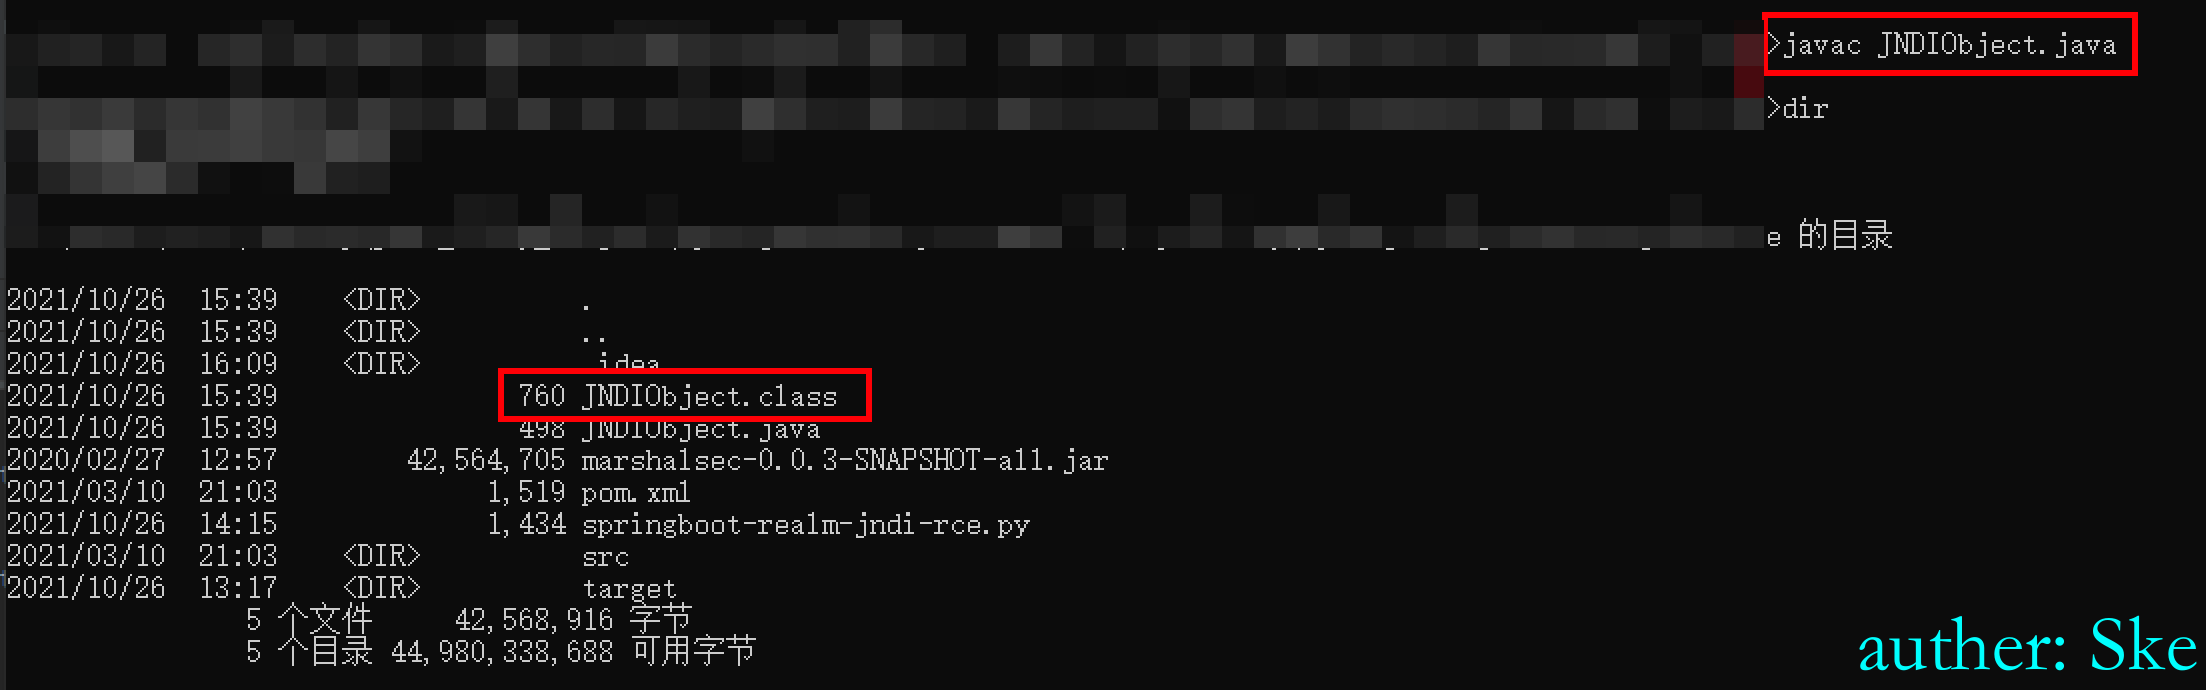 >javac JNDIObject.java
>dir
e 的目录
2021/10/26  15:39    <DIR>          .
2021/10/26  15:39    <DIR>          ..
2021/10/26  16:09    <DIR>          .idea
2021/10/26  15:39               760 JNDIObject.class
2021/10/26  15:39               498 JNDIObject.java
2020/02/27  12:57        42,564,705 marshalsec-0.0.3-SNAPSHOT-all.jar
2021/03/10  21:03             1,519 pom.xml
2021/10/26  14:15             1,434 springboot-realm-jndi-rce.py
2021/03/10  21:03    <DIR>          src
2021/10/26  13:17    <DIR>          target
5 个文件     42,568,916 字节
5 个目录 44,980,338,688 可用字节
auther: Ske